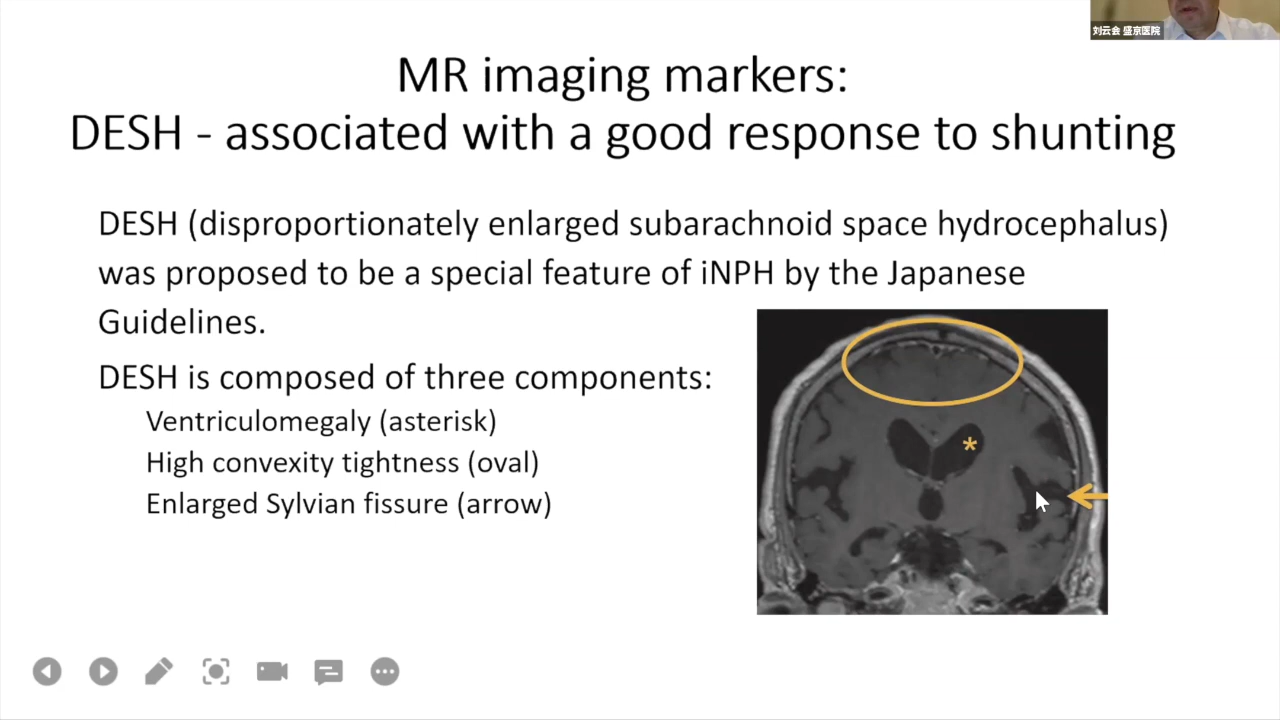 刘云会 盛京医院
MR imaging markers:
DESH - associated with a good response to shunting
DESH (disproportionately enlarged subarachnoid space hydrocephalus)
was proposed to be a special feature of iNPH by the Japanese
Guidelines.
DESH is composed of three components:
Ventriculomegaly (asterisk)
High convexity tightness (oval)
Enlarged Sylvian fissure (arrow)
*